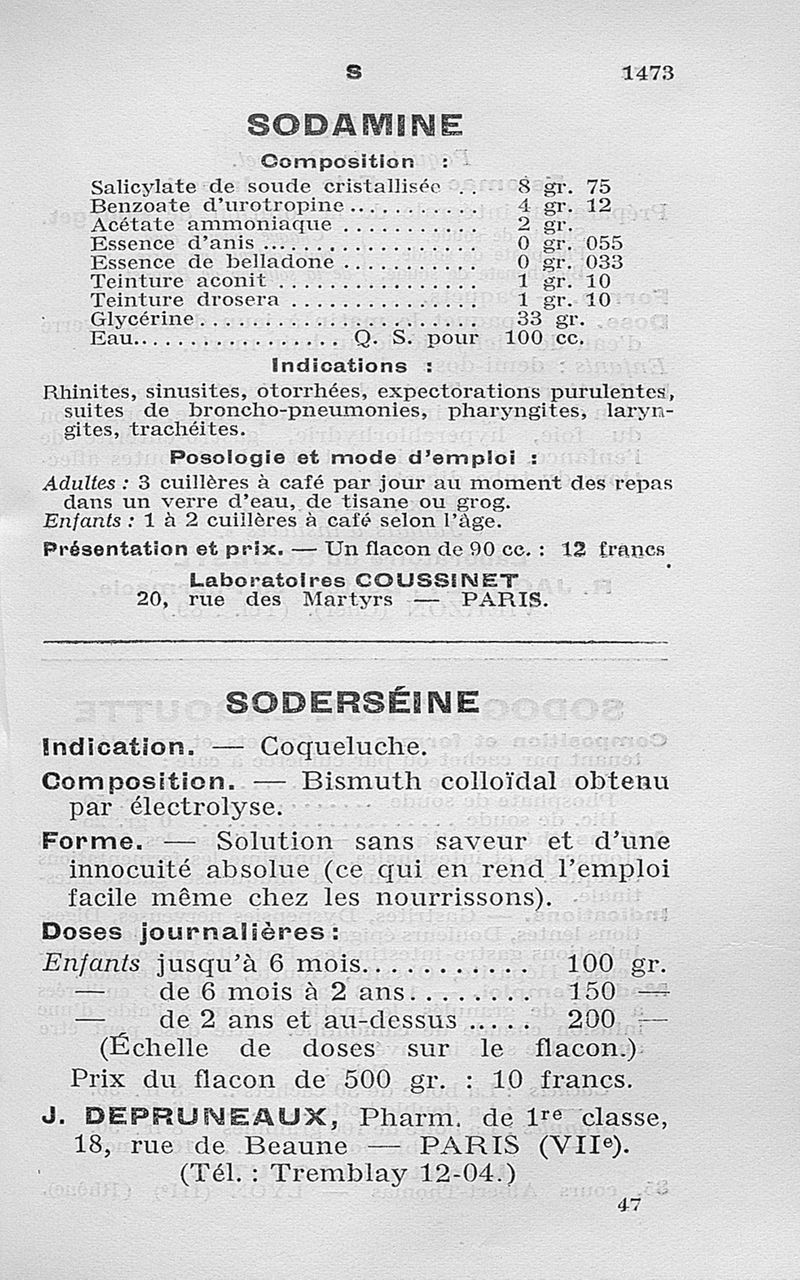 S 1473
SODAMINE
Composition :
Salicylate de soude cristallisée . . 8 gr. 75
Benzoate d'urotropine ........... 4 gr. 12
Acétate ammoniaque ........... 2 gr.
Essence d'anis .................. 0 gr. 055
Essence de belladone ........... 0 gr. 033
Teinture aconit ................ 1 gr. 10
Teinture drosera ............... 1 gr. 10
Glycérine....................... 33 gr.
Eau.................. Q. S. pour 100 cc.
Indications :
Rhinites, sinusites, otorrhées, expectorations purulentes,
suites de broncho-pneumonies, pharyngites, laryn-
gites, trachéites.
Posologie et mode d'emploi :
Adultes : 3 cuillères à café par jour au moment des repas
dans un verre d'eau, de tisane ou grog.
Enfants : 1 à 2 cuillères à café selon l'âge.
Présentation et prix. — Un flacon de 90 cc. : 12 francs
Laboratoires COUSSINET
20, rue des Martyrs — PARIS.
SODERSÉINE
Indication. — Coqueluche.
Composition. — Bismuth colloïdal obtenu
par électrolyse.
Forme. — Solution sans saveur et d'une
innocuité absolue (ce qui en rend l'emploi
facile même chez les nourrissons).
Doses journalières :
Enfants jusqu'à 6 mois........... 100 gr.
— de 6 mois à 2 ans........ 150 —
de 2 ans et au-dessus ..... 200 —
(Échelle de doses sur le flacon.)
Prix du flacon de 500 gr. : 10 francs.
J. DEPRUNEAUX, Pharm. de 1re classe,
18, rue de Beaune — PARIS (VIIe).
(Tél. : Tremblay 12-04.)
47